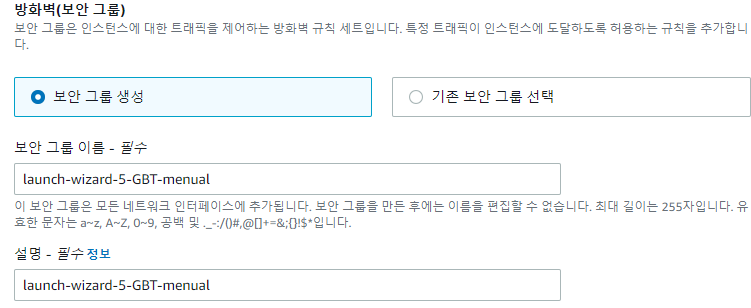 방화벽(보안 그룹)
보안 그룹은 인스턴스에 대한 트래픽을 제어하는 방화벽 규칙 세트입니다. 특정 트래픽이 인스턴스에 도달하도록 허용하는 규칙을 추가합니
다.
보안 그룹 생성
기존 보안 그룹 선택
보안 그룹 이름 - 필수
launch-wizard-5-GBT-menual
이 보안 그룹은 모든 네트워크 인터페이스에 추가됩니다. 보안 그룹을 만든 후에는 이름을 편집할 수 없습니다. 최대 길이는 255자입니다. 유
효한 문자는 a~z, A~Z, 0~9, 공백 및 ._-:/()#,@[]+=&;{}!$*입니다.
설명 - 필수 정보
launch-wizard-5-GBT-menual